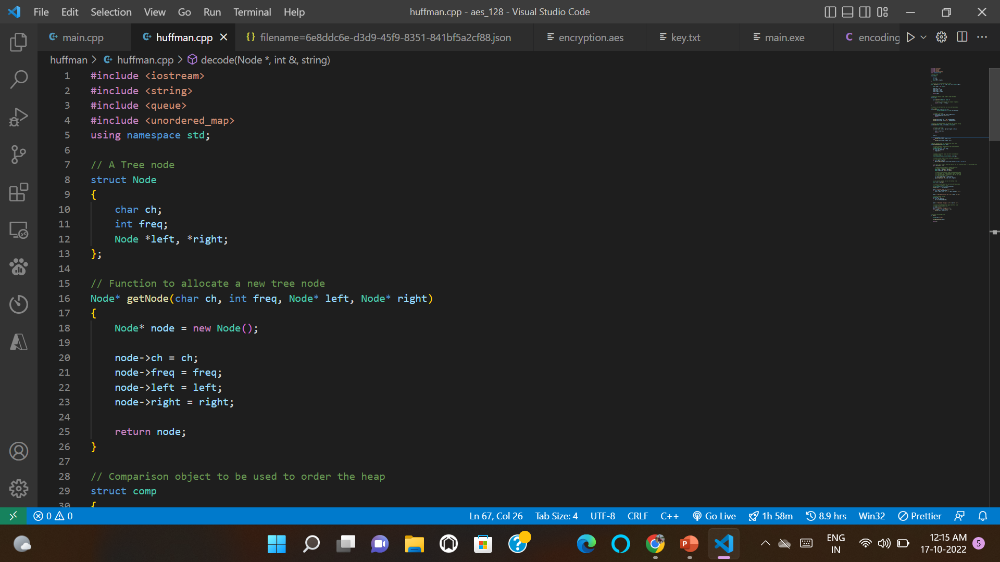 File Edit Selection View Go Run Terminal Help huffman.cpp - aes_128 - Visual Studio Code
main.cpp huffman.cpp {} filename=6e8ddc6e-d3d9-45f9-8351-841bf5a2cf88.json encryption.aes key.txt main.exe C encoding
huffman > huffman.cpp > decode(Node *, int &, string)
1 #include <iostream>
2 #include <string>
3 #include <queue>
4 #include <unordered_map>
5 using namespace std;
6
7 // A Tree node
8 struct Node
9 {
10     char ch;
11     int freq;
12     Node *left, *right;
13 };
14
15 // Function to allocate a new tree node
16 Node* getNode(char ch, int freq, Node* left, Node* right)
17 {
18     Node* node = new Node();
19
20     node->ch = ch;
21     node->freq = freq;
22     node->left = left;
23     node->right = right;
24
25     return node;
26 }
27
28 // Comparison object to be used to order the heap
29 struct comp
30 {
0 0 Ln 67, Col 26 Tab Size: 4 UTF-8 CRLF C++ Go Live 1h 58m 8.9 hrs Win32 Prettier
ENG
IN
12:15 AM
17-10-2022
5